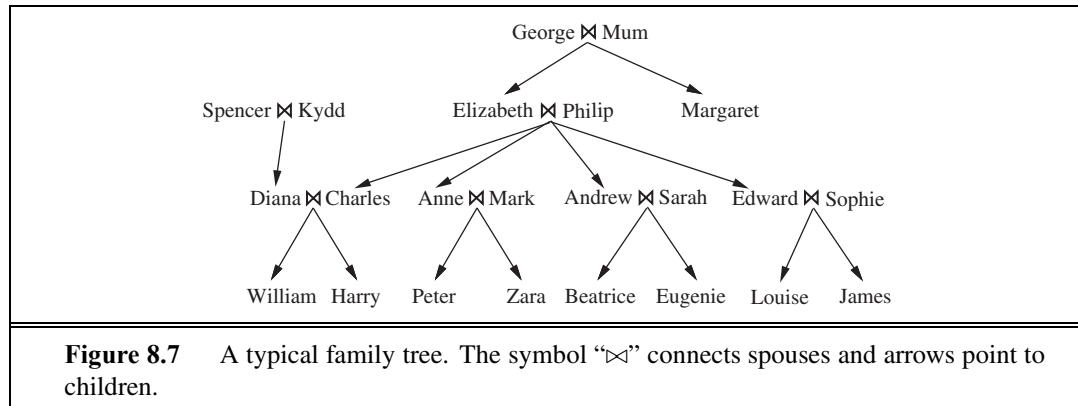 George ⋈ Mum
Spencer ⋈ Kydd Elizabeth ⋈ Philip Margaret
Diana ⋈ Charles Anne ⋈ Mark Andrew ⋈ Sarah Edward ⋈ Sophie
William Harry Peter Zara Beatrice Eugenie Louise James
Figure 8.7 A typical family tree. The symbol “⋈” connects spouses and arrows point to
children.